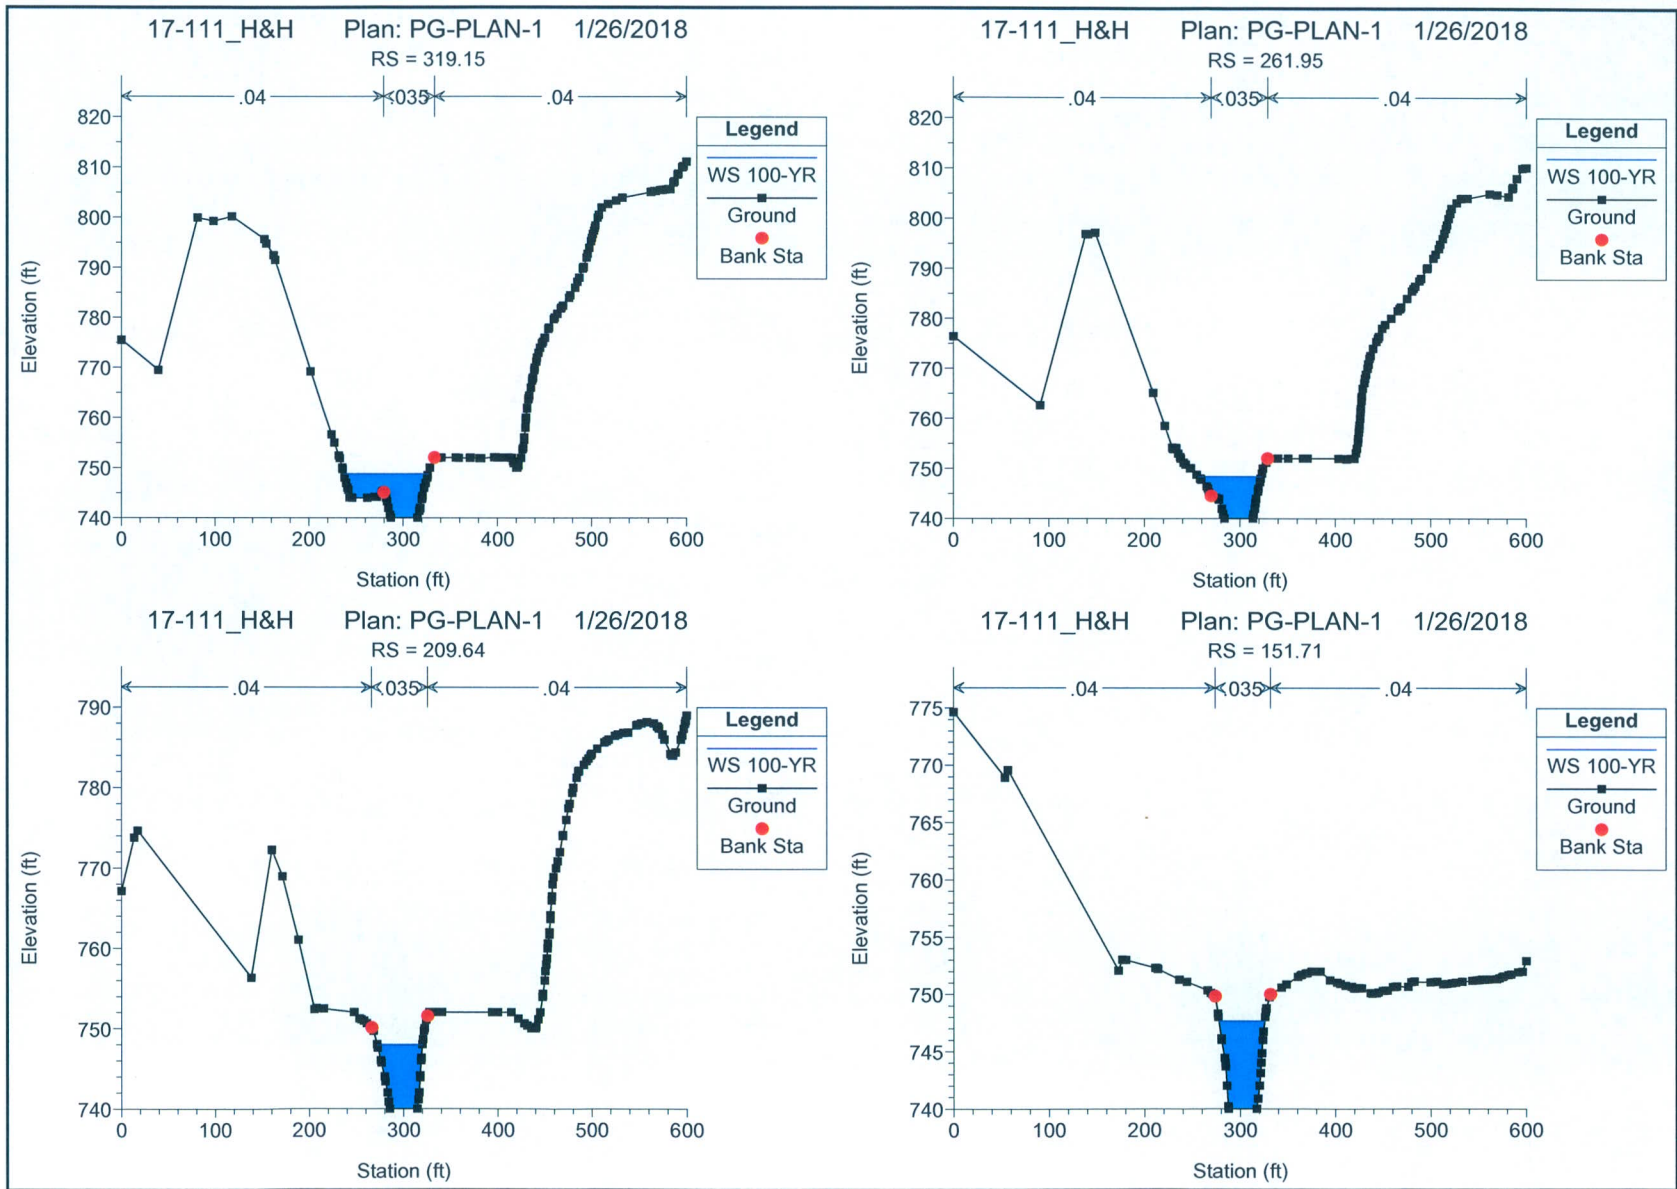 17-111_H&H Plan: PG-PLAN-1 1/26/2018
RS = 319.15
.04 .035 .04
820
810
800
790
780
770
760
750
740
Elevation (ft)
0 100 200 300 400 500 600
Station (ft)
Legend
WS 100-YR
Ground
Bank Sta
17-111_H&H Plan: PG-PLAN-1 1/26/2018
RS = 261.95
.04 .035 .04
820
810
800
790
780
770
760
750
740
Elevation (ft)
0 100 200 300 400 500 600
Station (ft)
Legend
WS 100-YR
Ground
Bank Sta
17-111_H&H Plan: PG-PLAN-1 1/26/2018
RS = 209.64
.04 .035 .04
790
780
770
760
750
740
Elevation (ft)
0 100 200 300 400 500 600
Station (ft)
Legend
WS 100-YR
Ground
Bank Sta
17-111_H&H Plan: PG-PLAN-1 1/26/2018
RS = 151.71
.04 .035 .04
775
770
765
760
755
750
745
740
Elevation (ft)
0 100 200 300 400 500 600
Station (ft)
Legend
WS 100-YR
Ground
Bank Sta